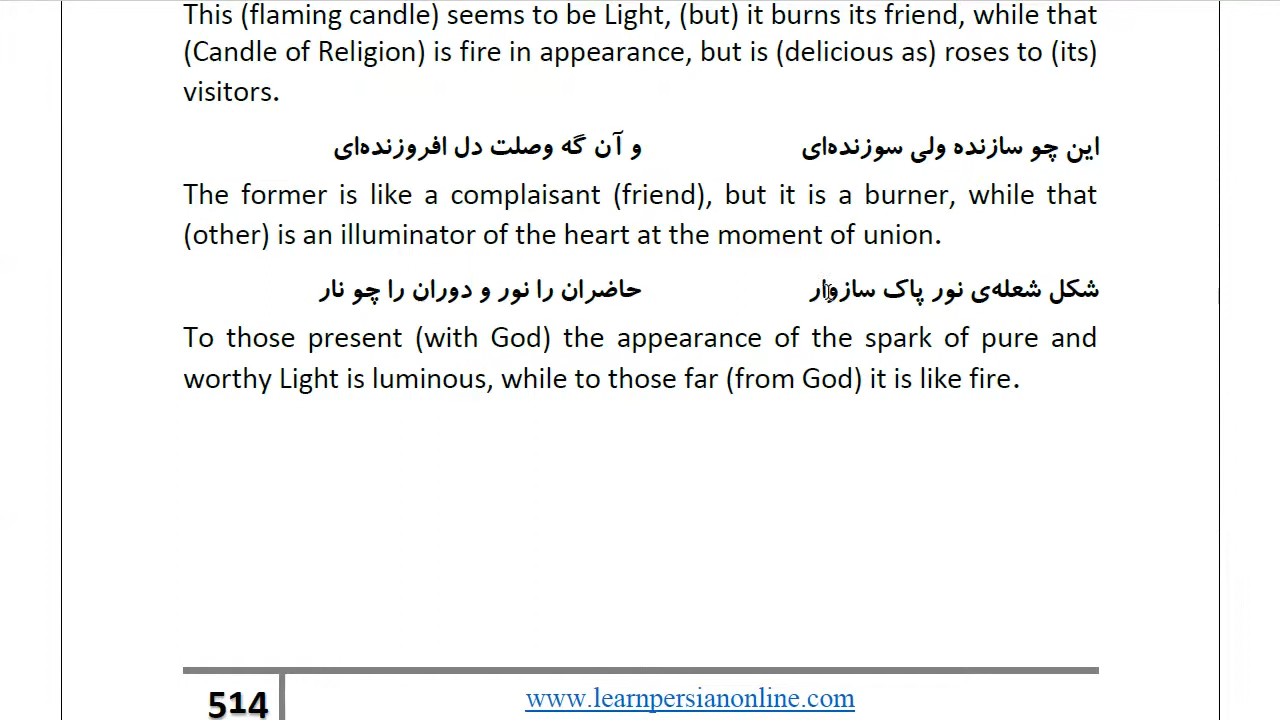 This (flaming candle) seems to be Light, (but) it burns its friend, while that
(Candle of Religion) is fire in appearance, but is (delicious as) roses to (its)
visitors.
این چو سازنده ولی سوزنده‌ای و آن گه وصلت دل افروزنده‌ای
The former is like a complaisant (friend), but it is a burner, while that
(other) is an illuminator of the heart at the moment of union.
شکل شعله‌ی نور پاک سازوار حاضران را نور و دوران را چو نار
To those present (with God) the appearance of the spark of pure and
worthy Light is luminous, while to those far (from God) it is like fire.
514
www.learnpersianonline.com